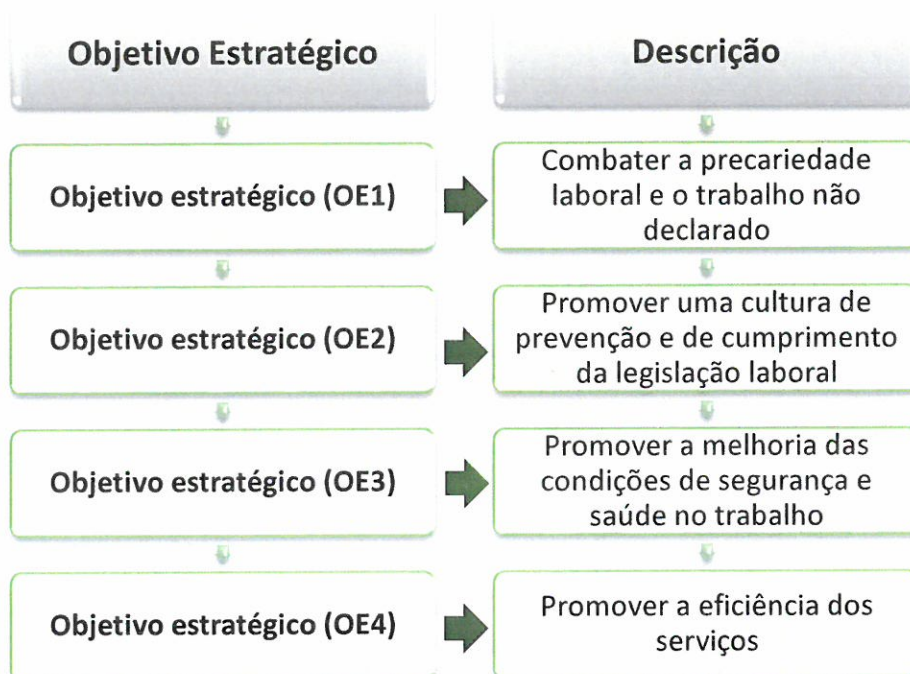 Objetivo Estratégico
Descrição
Objetivo estratégico (OE1)
Combater a precariedade
laboral e o trabalho não
declarado
Objetivo estratégico (OE2)
Promover uma cultura de
prevenção e de cumprimento
da legislação laboral
Objetivo estratégico (OE3)
Promover a melhoria das
condições de segurança e
saúde no trabalho
Objetivo estratégico (OE4)
Promover a eficiência dos
serviços